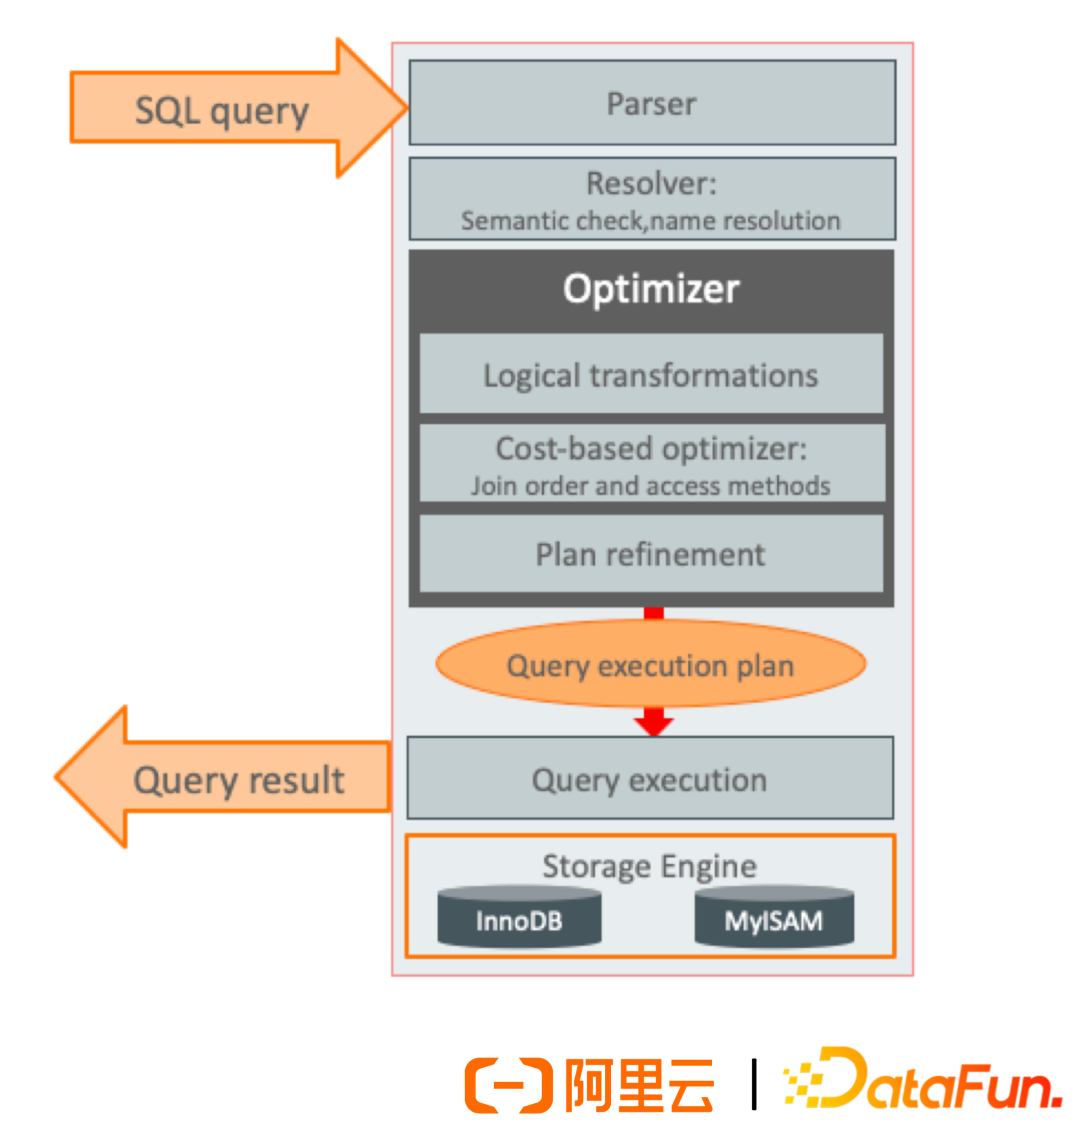 SQL query
Parser
Resolver:
Semantic check,name resolution
Optimizer
Logical transformations
Cost-based optimizer:
Join order and access methods
Plan refinement
Query execution plan
Query result
Query execution
Storage Engine
InnoDB
MyISAM
阿里云 | DataFun.